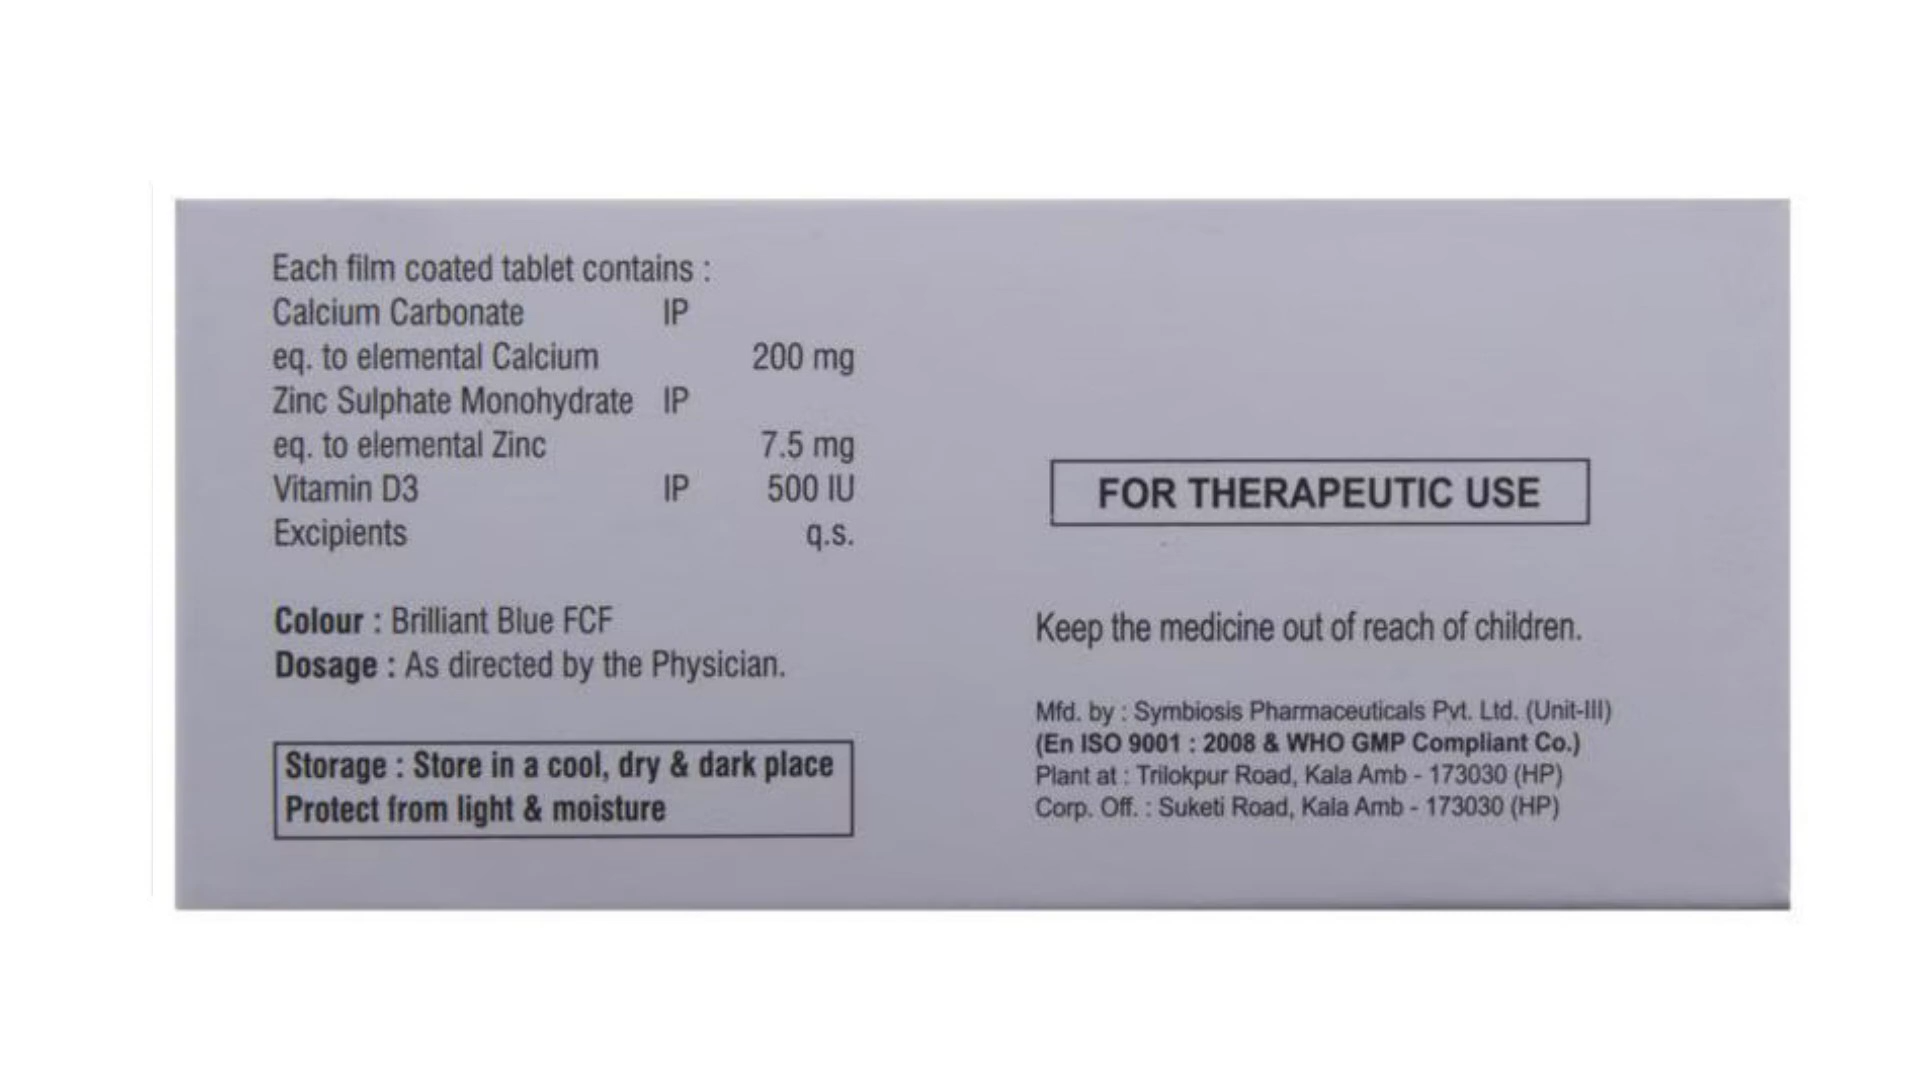 Each film coated tablet contains :
Calcium Carbonate IP
eq. to elemental Calcium 200 mg
Zinc Sulphate Monohydrate IP
eq. to elemental Zinc 7.5 mg
Vitamin D3 IP 500 IU
Excipients q.s.
Colour : Brilliant Blue FCF
Dosage : As directed by the Physician.
Storage : Store in a cool, dry & dark place
Protect from light & moisture
FOR THERAPEUTIC USE
Keep the medicine out of reach of children.
Mfd. by : Symbiosis Pharmaceuticals Pvt. Ltd. (Unit-III)
(En ISO 9001 : 2008 & WHO GMP Compliant Co.)
Plant at : Trilokpur Road, Kala Amb - 173030 (HP)
Corp. Off. : Suketi Road, Kala Amb - 173030 (HP)